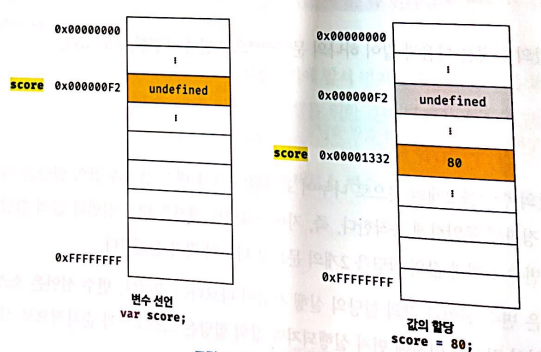 0x00000000
score 0x000000F2 undefined
0xFFFFFFFF
변수 선언
var score;
0x00000000
0x000000F2 undefined
score 0x00001332 80
0xFFFFFFFF
값의 할당
score = 80;